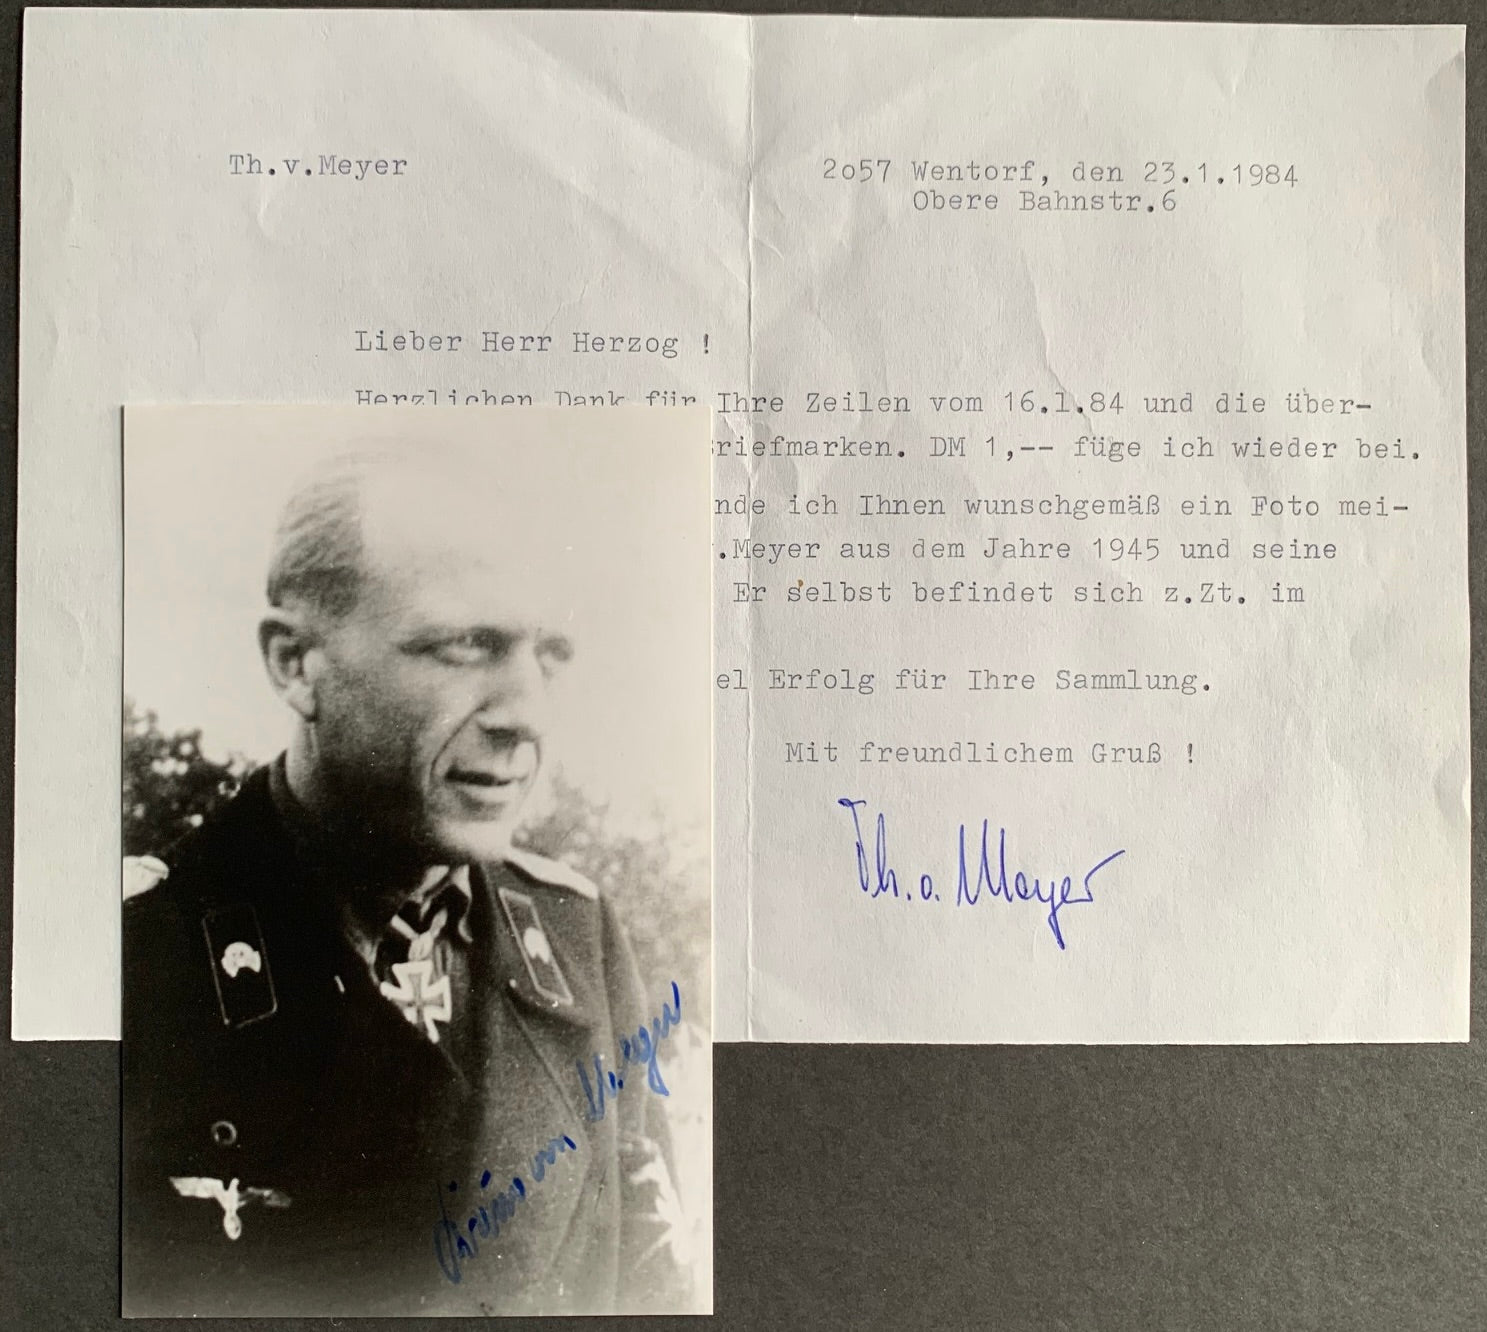 Th.v.Meyer
2o57 Wentorf, den 23.1.1984
Obere Bahnstr.6
Lieber Herr Herzog !
Herzlichen Dank für Ihre Zeilen vom 16.1.84 und die über-
riefmarken. DM 1,-- füge ich wieder bei.
nde ich Ihnen wunschgemäß ein Foto mei-
.Meyer aus dem Jahre 1945 und seine
Er selbst befindet sich z.Zt. im
el Erfolg für Ihre Sammlung.
Mit freundlichem Gruß !
Th. v. Meyer
von Meyer